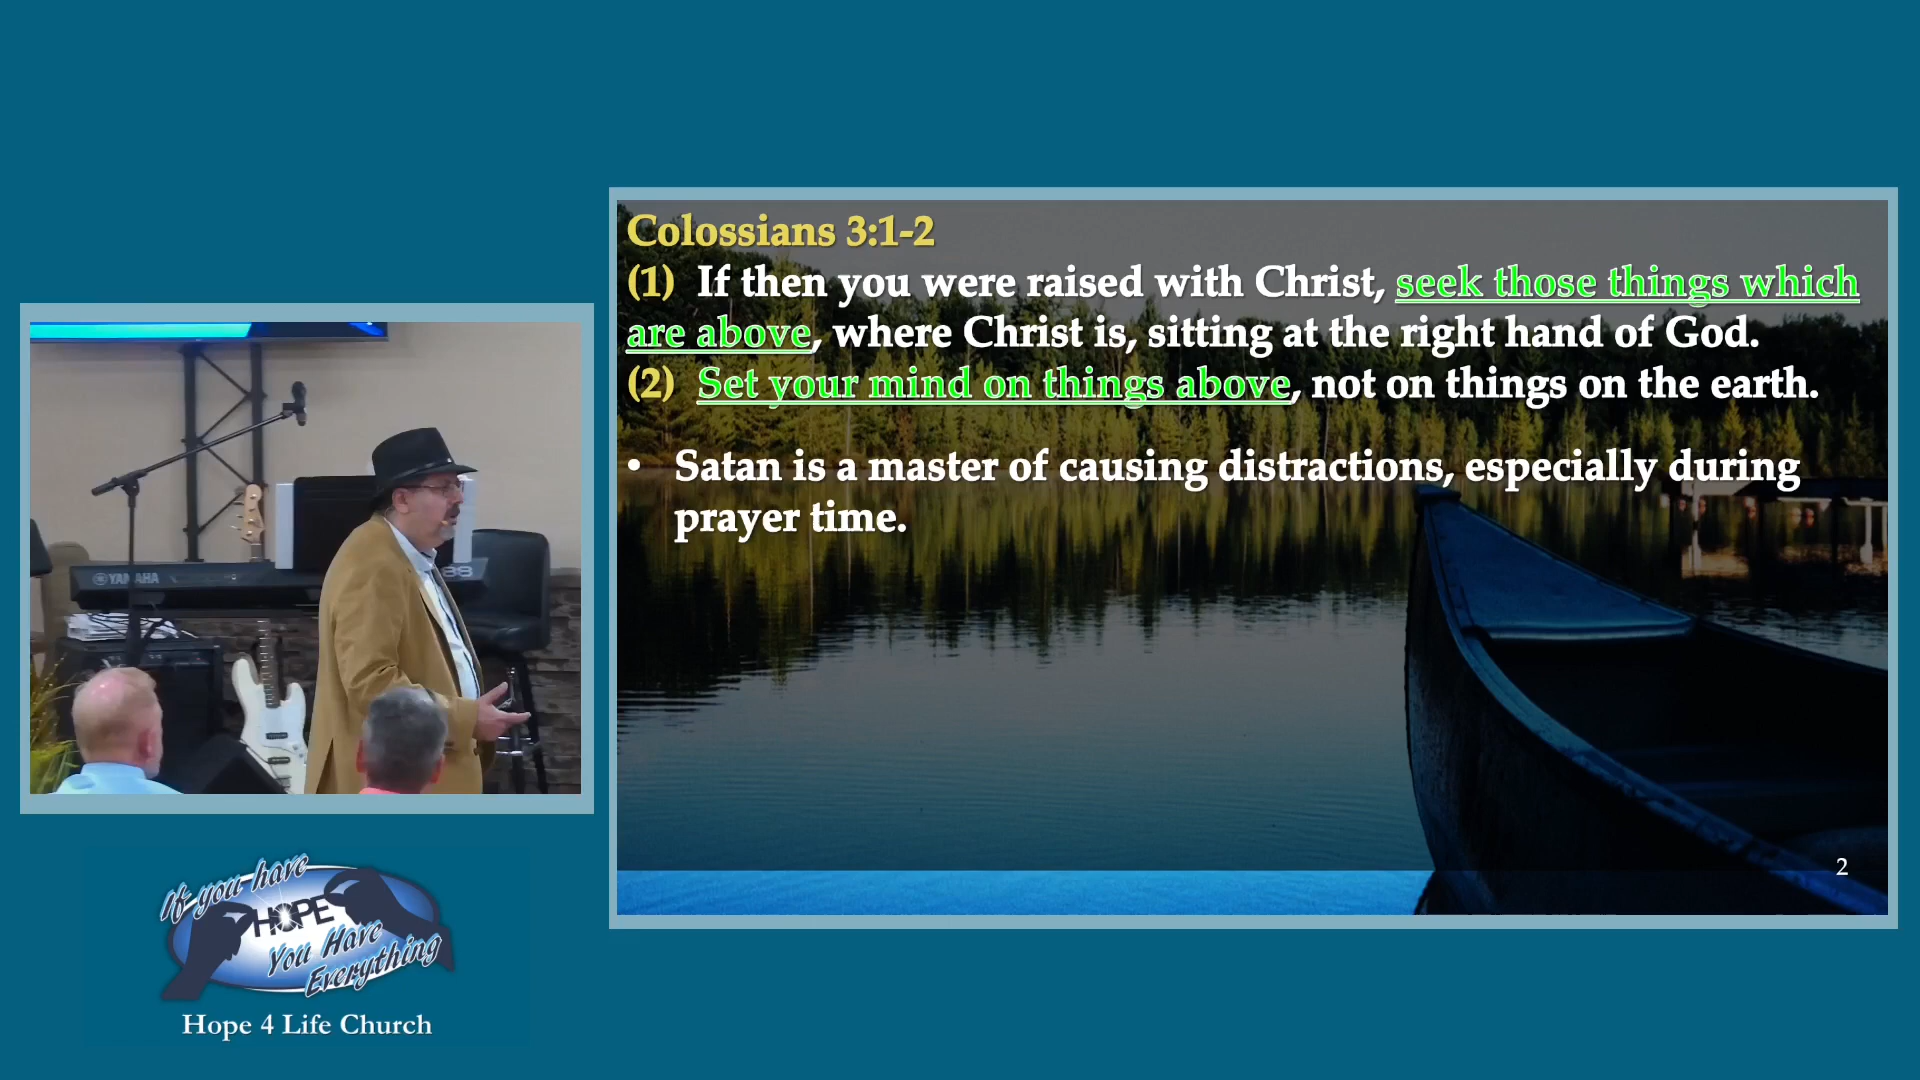 Colossians 3:1-2
(1) If then you were raised with Christ, seek those things which
are above, where Christ is, sitting at the right hand of God.
(2) Set your mind on things above, not on things on the earth.
• Satan is a master of causing distractions, especially during
prayer time.
2
YAMAHA
88
If you have
HOPE
You Have
Everything
Hope 4 Life Church